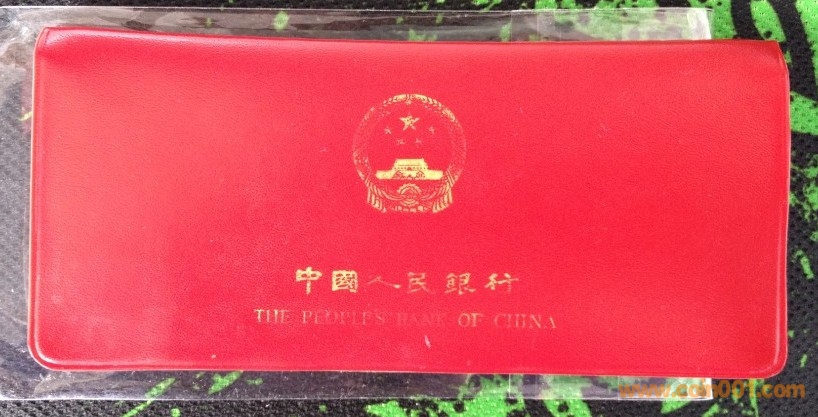 中國人民銀行
THE PEOPLE'S BANK OF CHINA
www.coin001.com